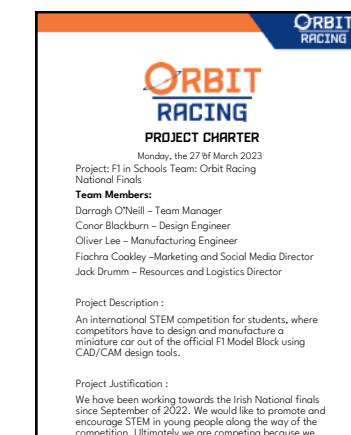 ORBIT
RACING
ORBIT
RACING
PROJECT CHARTER
Monday, the 27th of March 2023
Project: F1 in Schools Team: Orbit Racing
National Finals
Team Members:
Darragh O'Neill – Team Manager
Conor Blackburn – Design Engineer
Oliver Lee – Manufacturing Engineer
Fiachra Coakley –Marketing and Social Media Director
Jack Drumm – Resources and Logistics Director
Project Description :
An international STEM competition for students, where
competitors have to design and manufacture a
miniature car out of the official F1 Model Block using
CAD/CAM design tools.
Project Justification :
We have been working towards the Irish National finals
since September of 2022. We would like to promote and
encourage STEM in young people along the way of the
competition. Ultimately we are competing because we